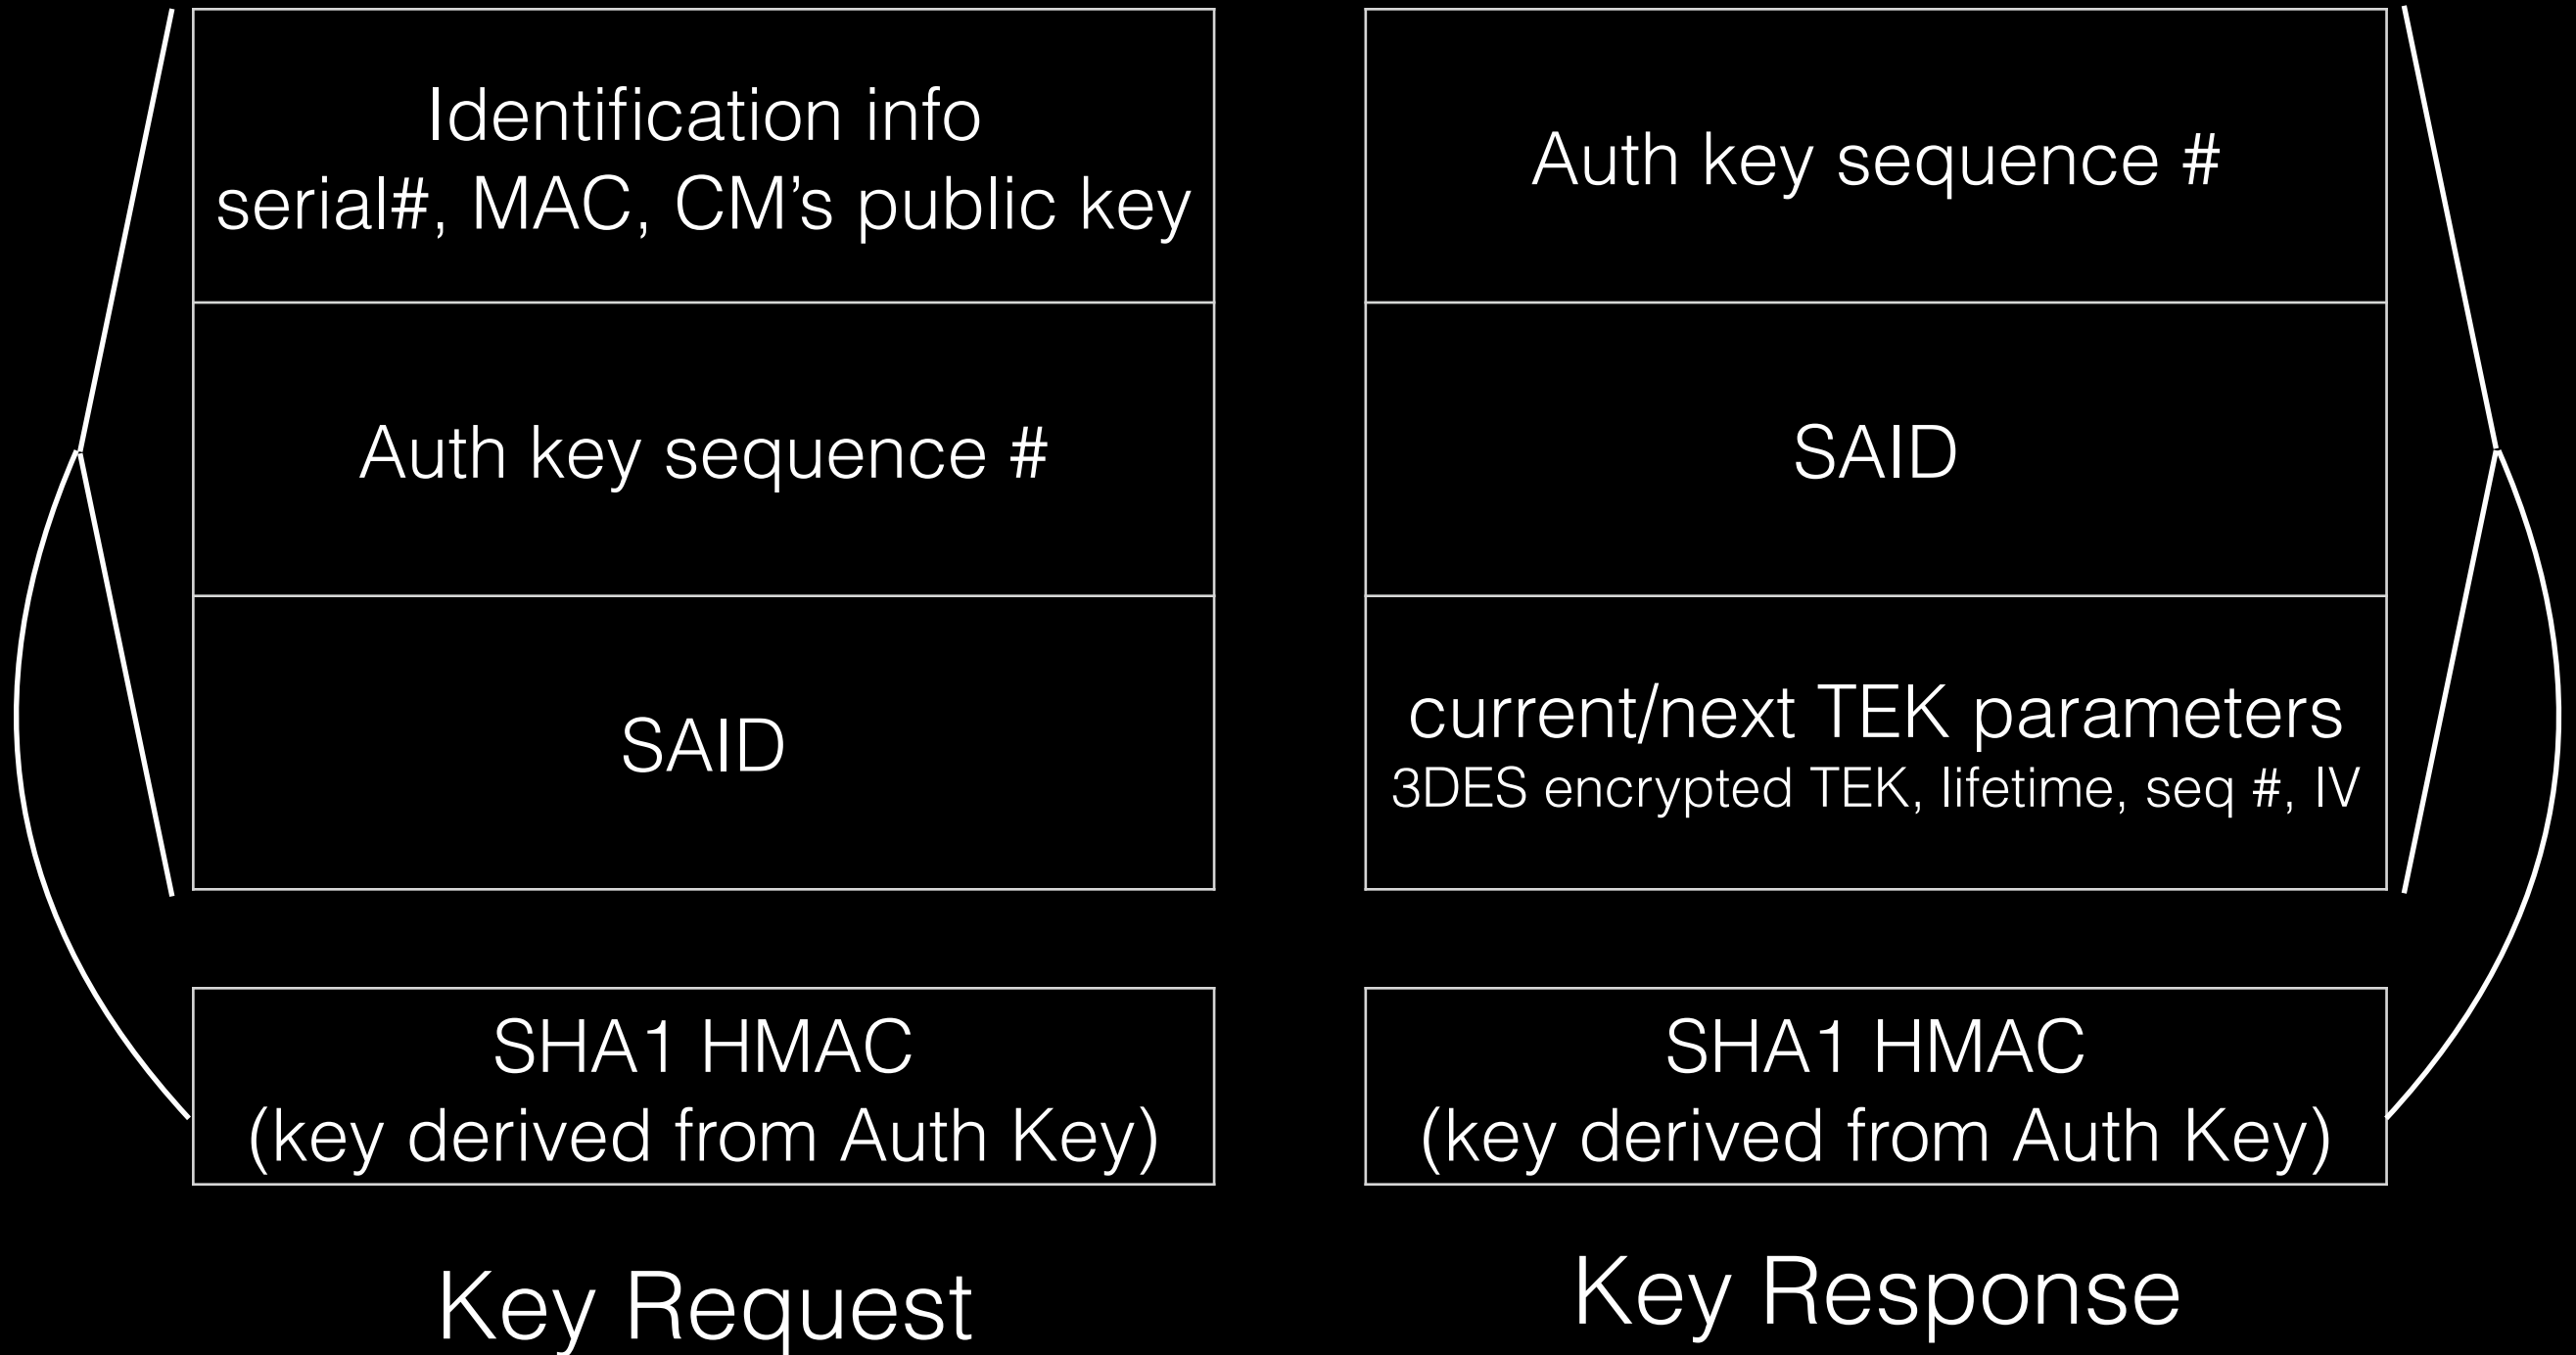 Identification info
serial#, MAC, CM’s public key
Auth key sequence #
SAID
SHA1 HMAC
(key derived from Auth Key)
Key Request
Auth key sequence #
SAID
current/next TEK parameters
3DES encrypted TEK, lifetime, seq #, IV
SHA1 HMAC
(key derived from Auth Key)
Key Response